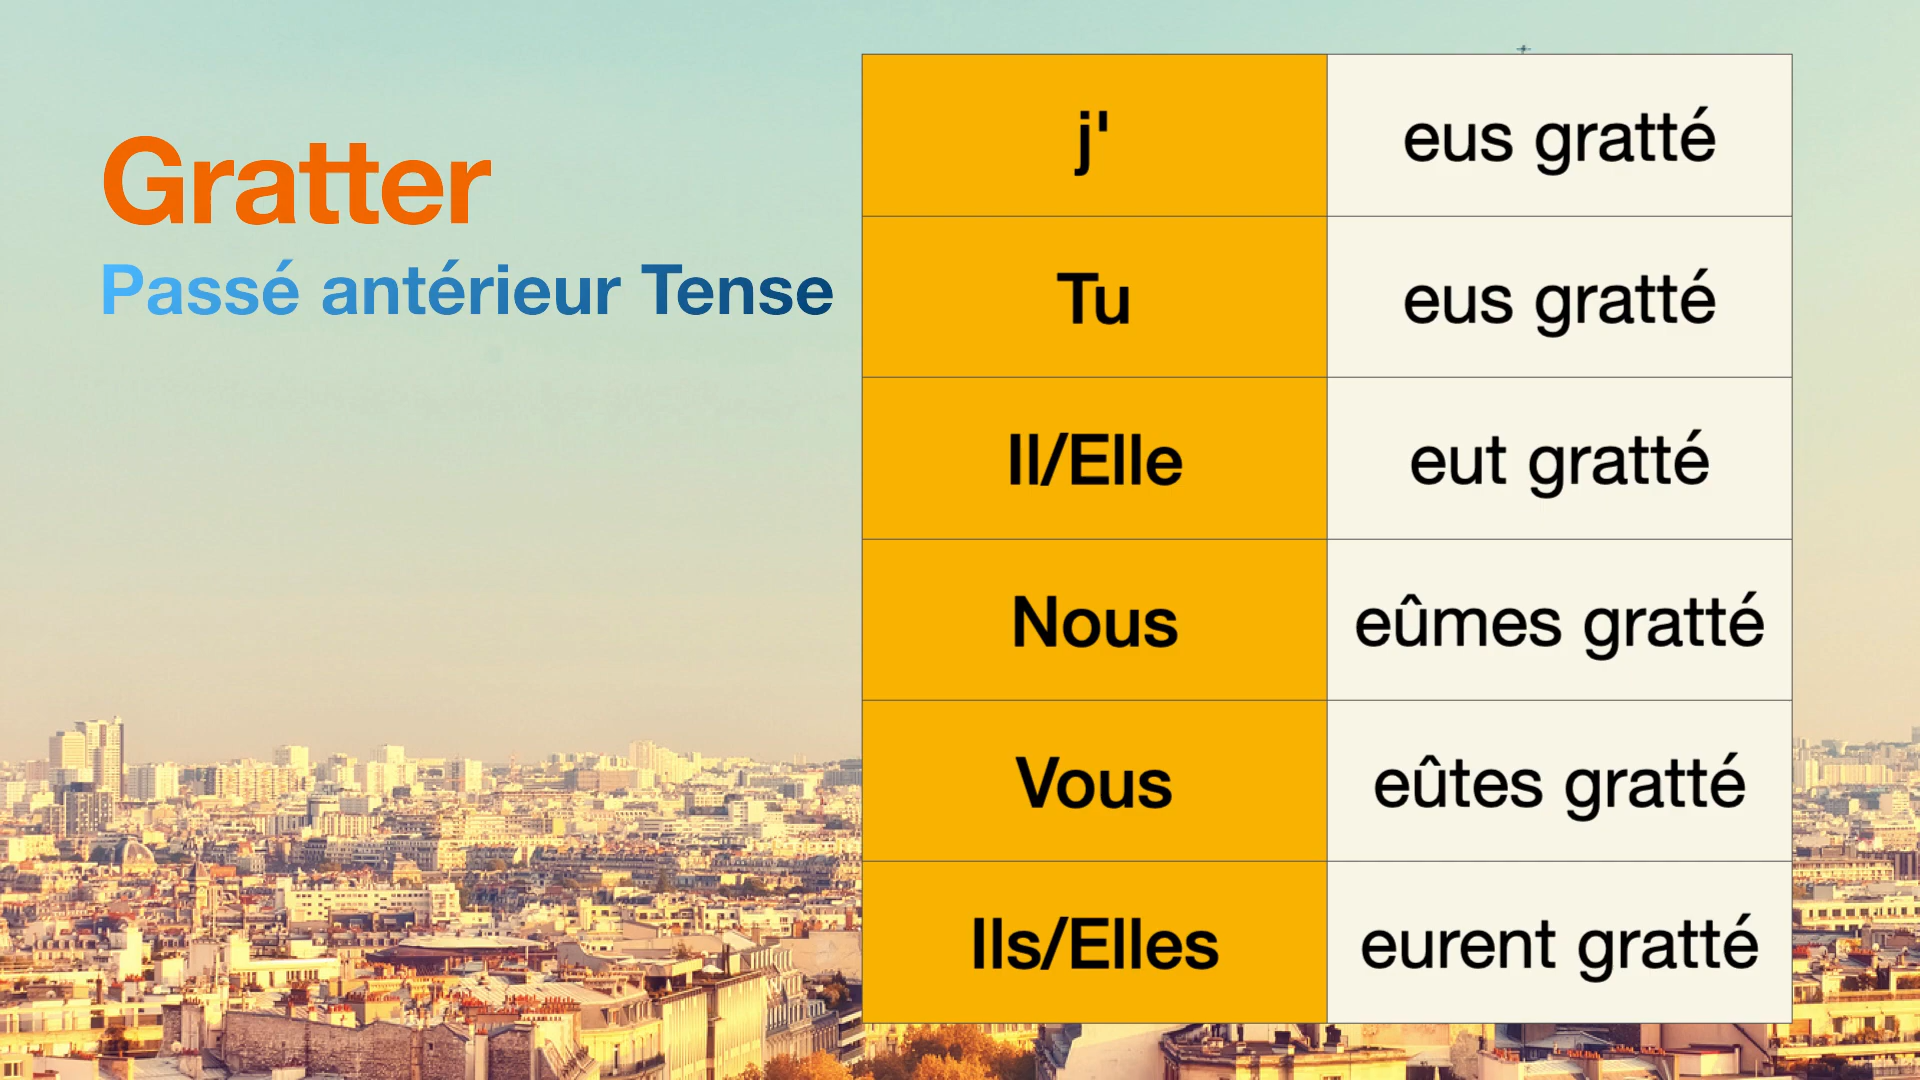 Gratter
Passé antérieur Tense
j' eus gratté
Tu eus gratté
Il/Elle eut gratté
Nous eûmes gratté
Vous eûtes gratté
Ils/Elles eurent gratté